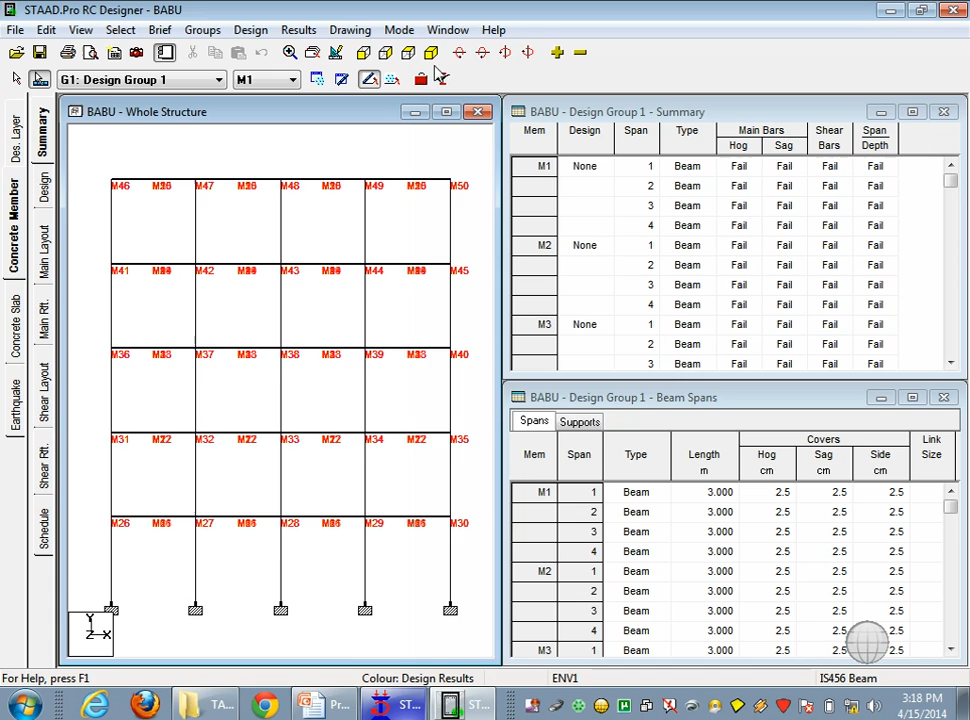 STAAD.Pro RC Designer - BABU
File Edit View Select Brief Groups Design Results Drawing Mode Window Help
G1: Design Group 1 M1
Des. Layer
Concrete Member
Concrete Slab
Earthquake
Summary
Design
Main Layout
Main Rft.
Shear Layout
Shear Rft.
Schedule
BABU - Whole Structure
M46 M47 M48 M49 M50
M41 M42 M43 M44 M45
M36 M37 M38 M39 M40
M31 M32 M33 M34 M35
M26 M27 M28 M29 M30
Y
Z X
BABU - Design Group 1 - Summary
Mem Design Span Type Main Bars Shear Span
Hog Sag Bars Depth
M1 None 1 Beam Fail Fail Fail Fail
2 Beam Fail Fail Fail Fail
3 Beam Fail Fail Fail Fail
4 Beam Fail Fail Fail Fail
M2 None 1 Beam Fail Fail Fail Fail
2 Beam Fail Fail Fail Fail
3 Beam Fail Fail Fail Fail
4 Beam Fail Fail Fail Fail
M3 None 1 Beam Fail Fail Fail Fail
2 Beam Fail Fail Fail Fail
3 Beam Fail Fail Fail Fail
BABU - Design Group 1 - Beam Spans
Spans Supports
Mem Span Type Length Covers Link
Hog Sag Side Size
m cm cm cm
M1 1 Beam 3.000 2.5 2.5 2.5
2 Beam 3.000 2.5 2.5 2.5
3 Beam 3.000 2.5 2.5 2.5
4 Beam 3.000 2.5 2.5 2.5
M2 1 Beam 3.000 2.5 2.5 2.5
2 Beam 3.000 2.5 2.5 2.5
3 Beam 3.000 2.5 2.5 2.5
4 Beam 3.000 2.5 2.5 2.5
M3 1 Beam 3.000 2.5 2.5 2.5
For Help, press F1 Colour: Design Results ENV1 IS456 Beam
TA... Pr... ST... ST...
3:18 PM
4/15/2014